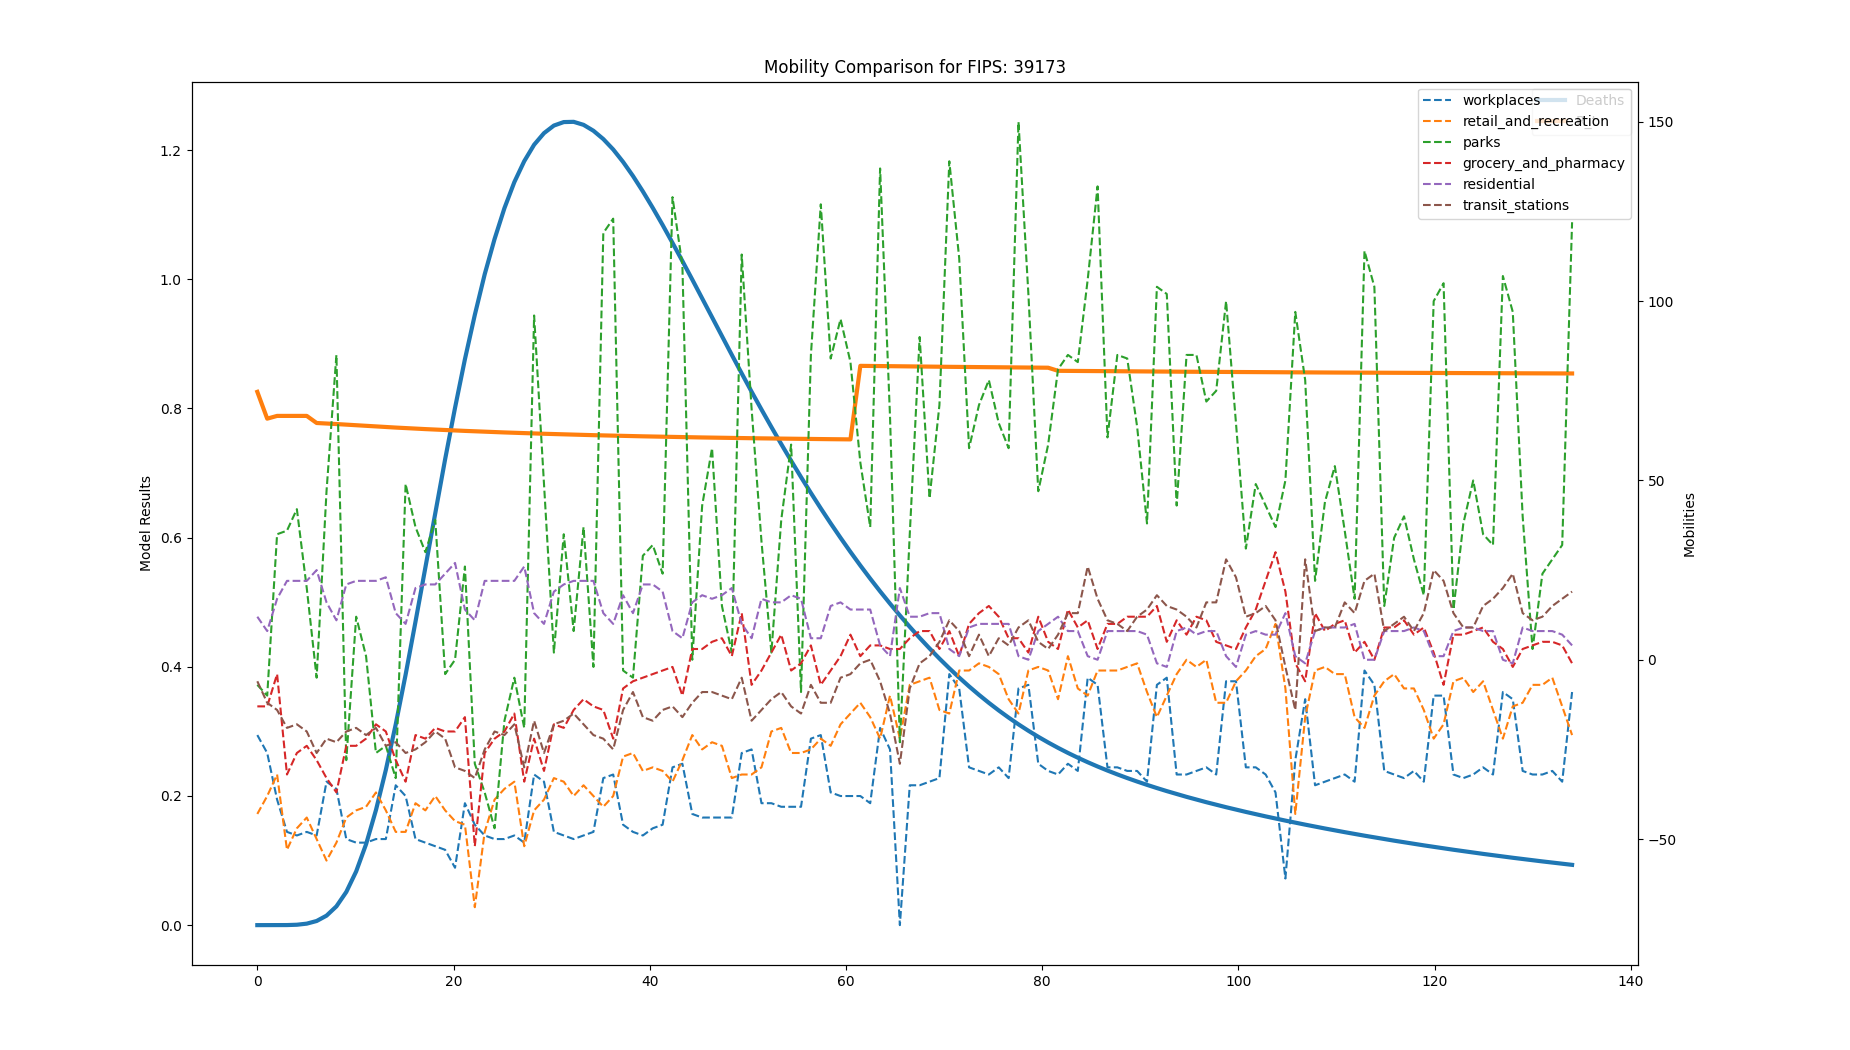 Mobility Comparison for FIPS: 39173
workplaces
retail_and_recreation
parks
grocery_and_pharmacy
residential
transit_stations
Deaths
Model Results
1.2
1.0
0.8
0.6
0.4
0.2
0.0
Mobilities
150
100
50
0
−50
0
20
40
60
80
100
120
140